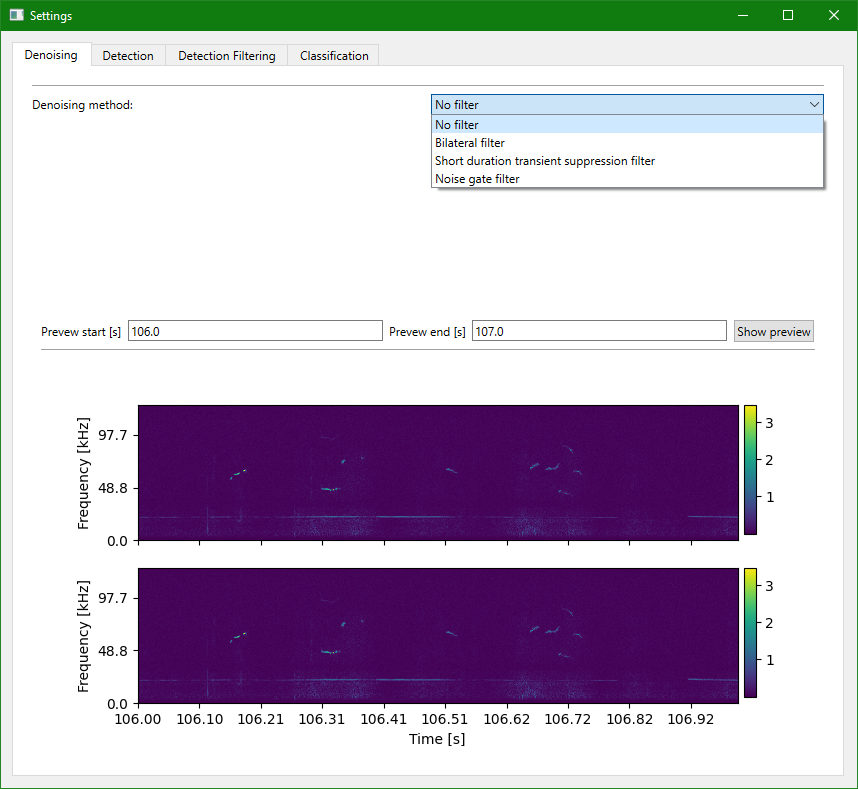 Settings
Denoising Detection Detection Filtering Classification
Denoising method: No filter
No filter
Bilateral filter
Short duration transient suppression filter
Noise gate filter
Prevew start [s] 106.0 Prevew end [s] 107.0 Show preview
Frequency [kHz]
97.7
48.8
0.0
3
2
1
Frequency [kHz]
97.7
48.8
0.0
3
2
1
106.00 106.10 106.21 106.31 106.41 106.51 106.62 106.72 106.82 106.92
Time [s]